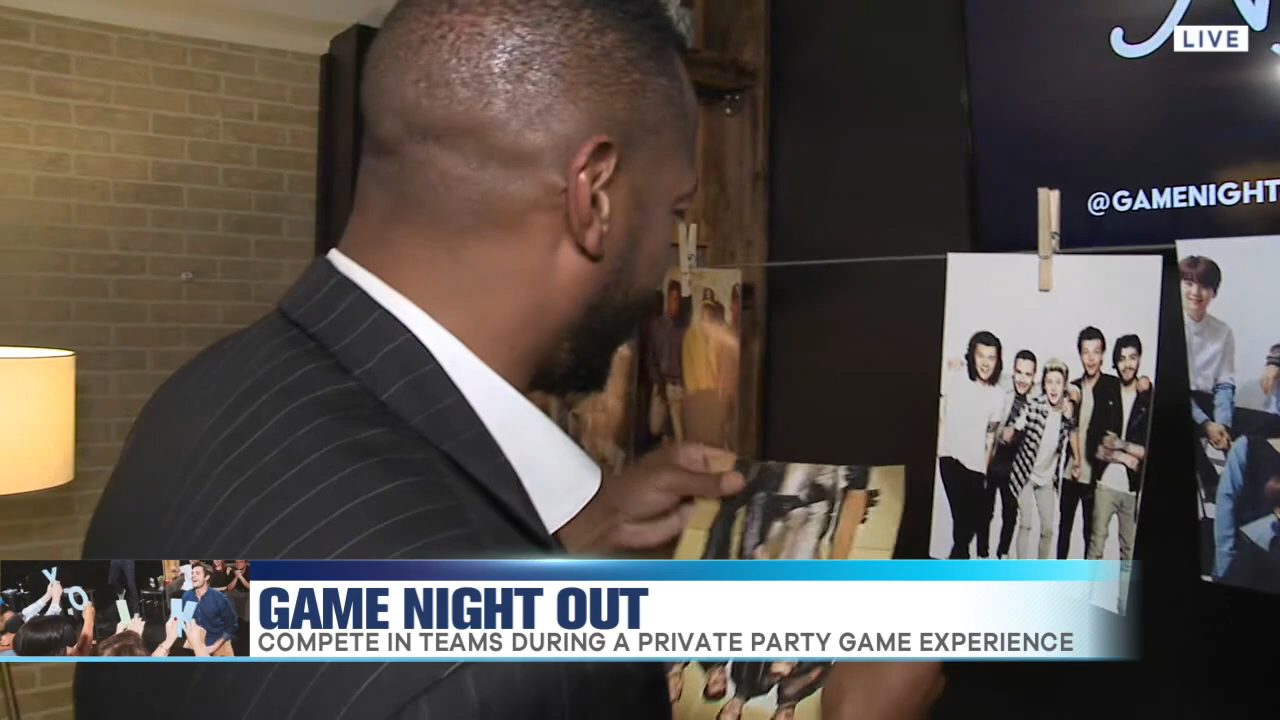 LIVE
@GAMENIGHT
GAME NIGHT OUT
COMPETE IN TEAMS DURING A PRIVATE PARTY GAME EXPERIENCE